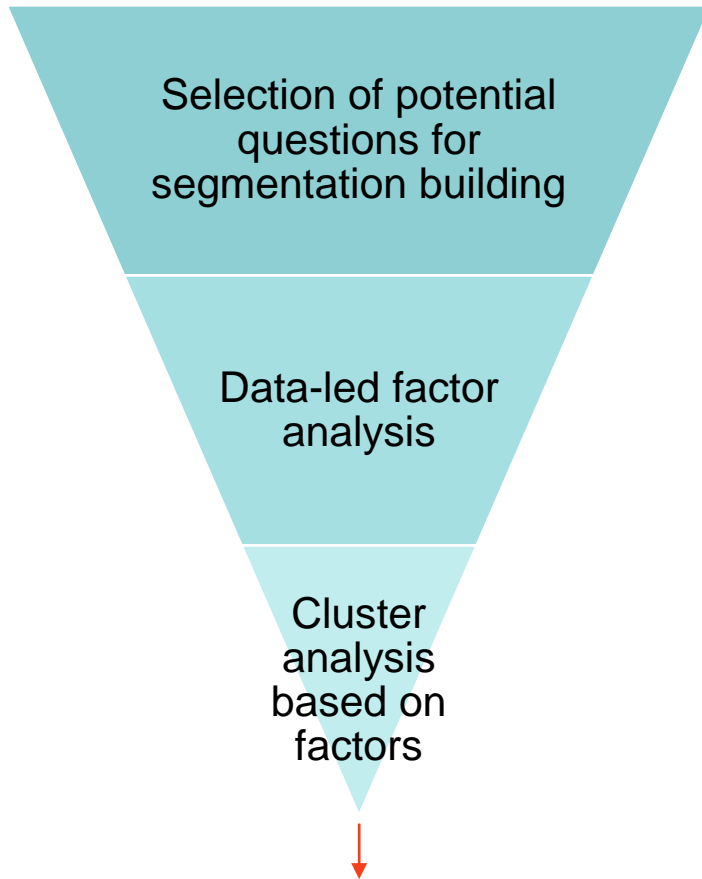 Selection of potential
questions for
segmentation building
Data-led factor
analysis
Cluster
analysis
based on
factors